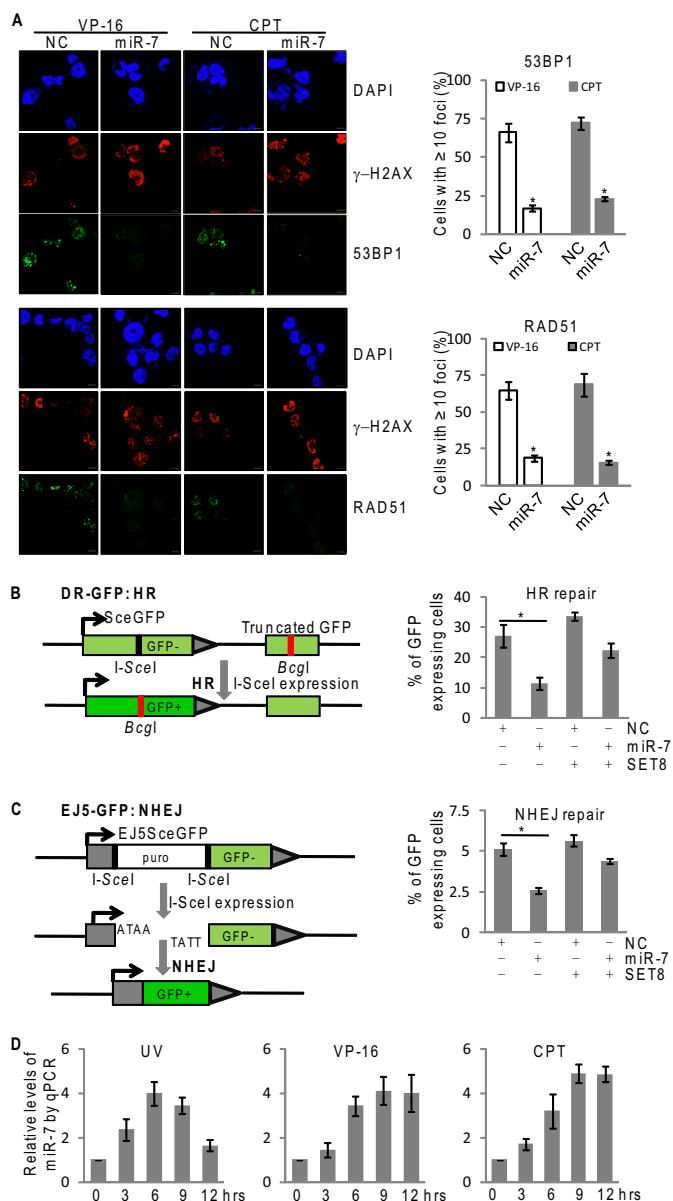 A
VP-16 CPT
NC miR-7 NC miR-7
DAPI
γ–H2AX
53BP1
DAPI
γ–H2AX
RAD51
53BP1
VP-16 CPT
Cells with ≥ 10 foci (%)
100
75
50
25
0
NC miR-7 NC miR-7
RAD51
VP-16 CPT
Cells with ≥ 10 foci (%)
100
75
50
25
0
* *
* *
NC miR-7 NC miR-7
B
DR-GFP: HR
SceGFP
Truncated GFP
GFP-
I-SceI
BcgI
HR I-SceI expression
GFP+
BcgI
HR repair
% of GFP
expressing cells
40
30
20
10
0
*
+ – + – NC
– + – + miR-7
– – + + SET8
C
EJ5-GFP: NHEJ
EJ5SceGFP
puro GFP-
I-SceI I-SceI
I-SceI expression
ATAA
TATT
GFP-
NHEJ
GFP+
NHEJ repair
% of GFP
expressing cells
7.5
5
2.5
0
*
+ – + – NC
– + – + miR-7
– – + + SET8
D
Relative levels of
miR-7 by qPCR
UV
6
4
2
0
0 3 6 9 12 hrs
VP-16
6
4
2
0
0 3 6 9 12 hrs
CPT
6
4
2
0
0 3 6 9 12 hrs